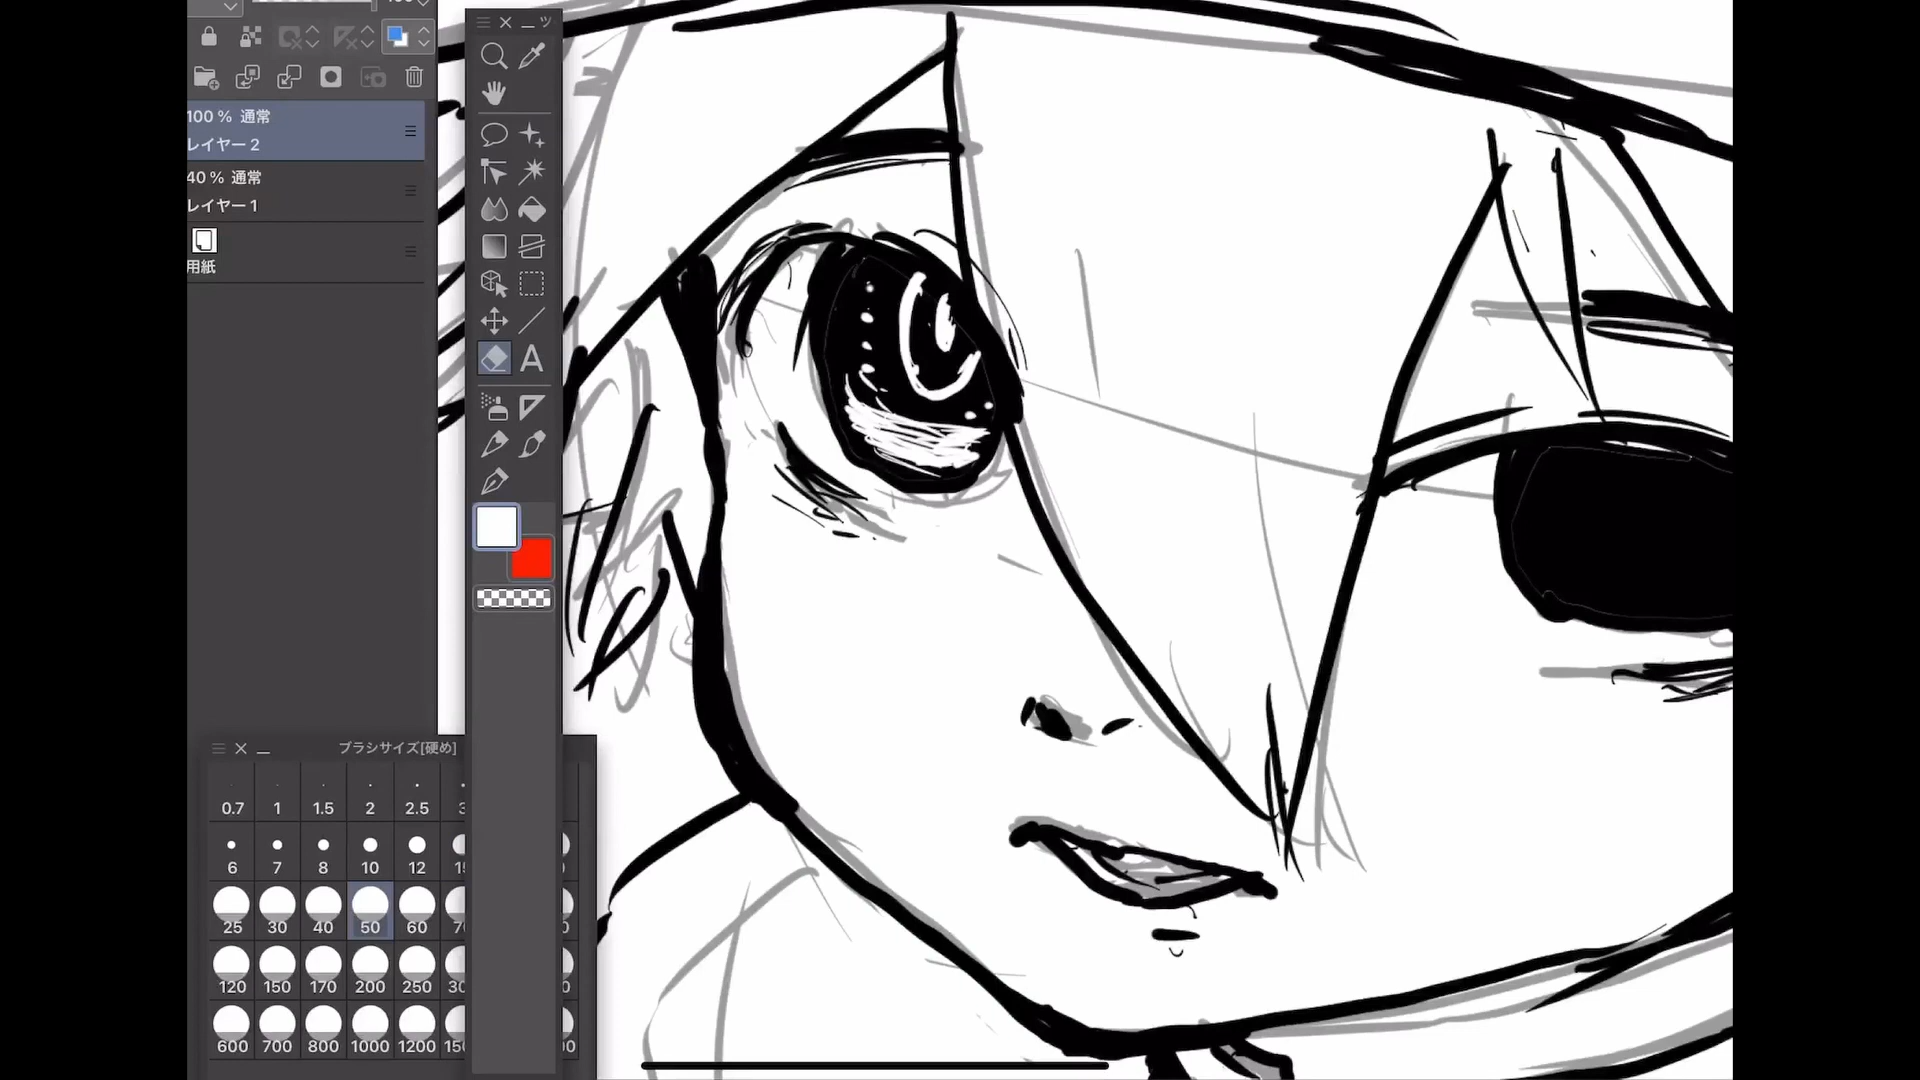 ツ
100 % 通常
レイヤー 2
40 % 通常
レイヤー 1
用紙
A
ブラシサイズ[硬め]
0.7 1 1.5 2 2.5
6 7 8 10 12
25 30 40 50 60
120 150 170 200 250
600 700 800 1000 1200